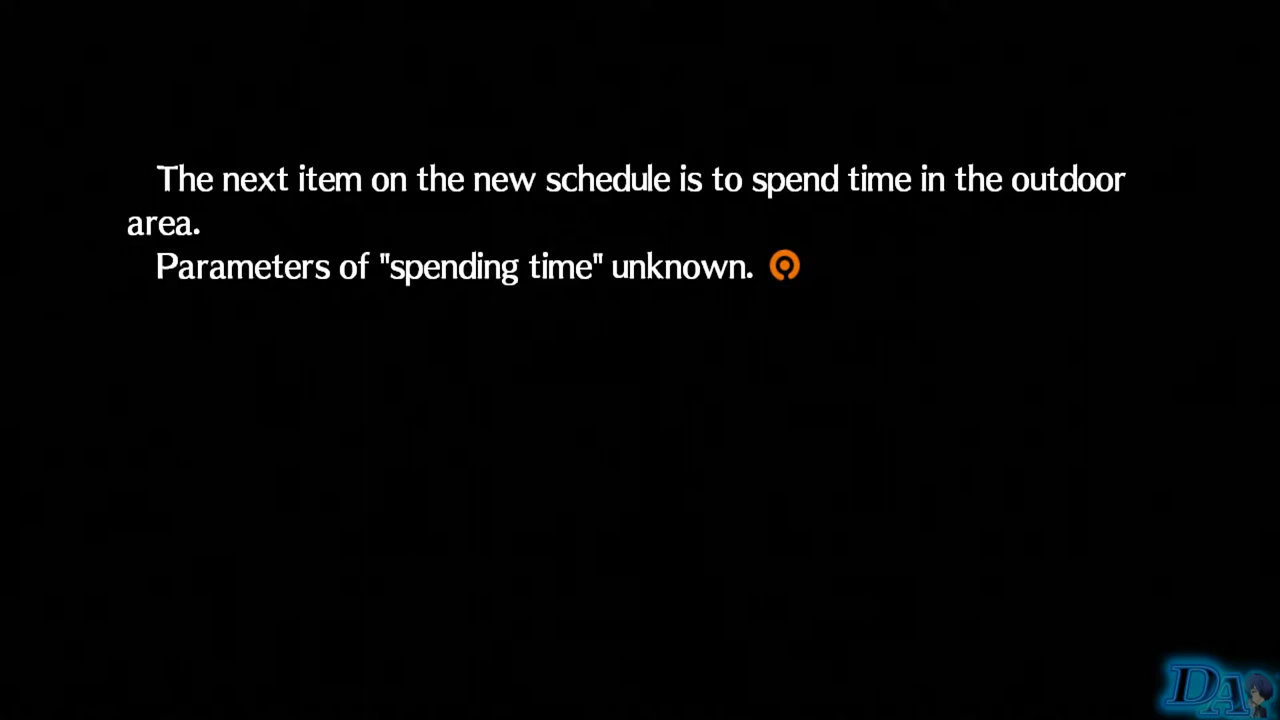 The next item on the new schedule is to spend time in the outdoor
area.
Parameters of "spending time" unknown.
DA